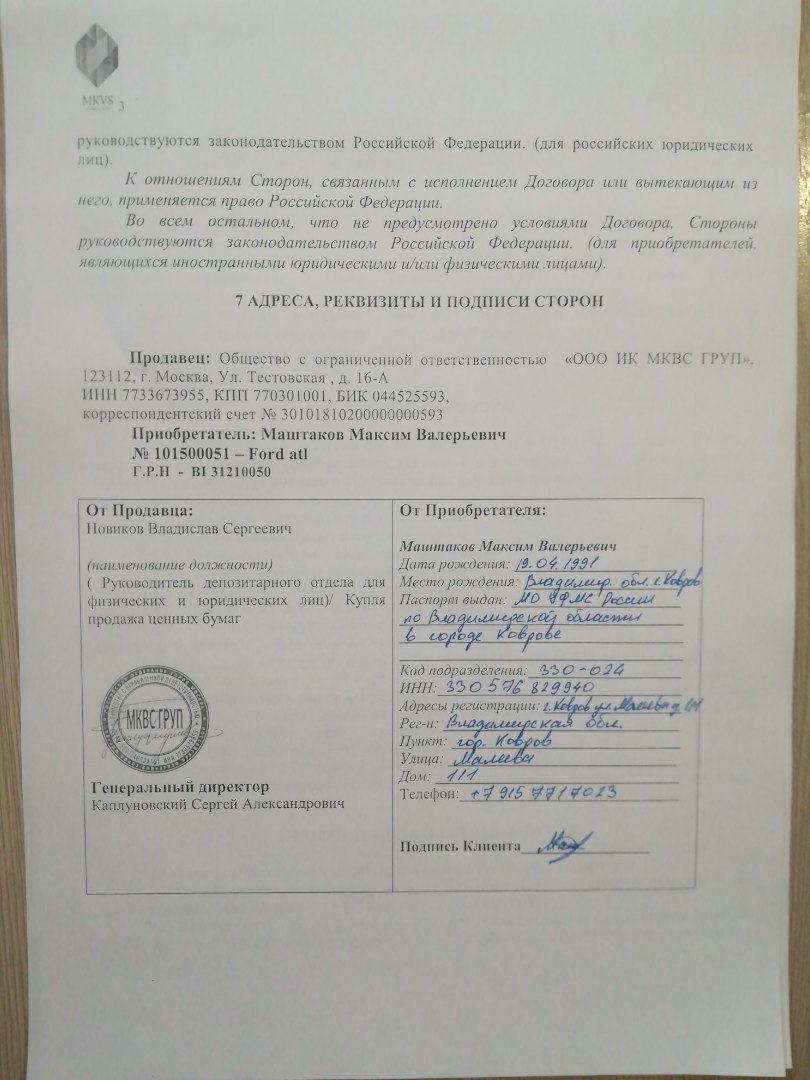 MKVS 3
руководствуются законодательством Российской Федерации. (для российских юридических
лиц).
К отношениям Сторон, связанным с исполнением Договора или вытекающим из
него, применяется право Российской Федерации.
Во всем остальном, что не предусмотрено условиями Договора, Стороны
руководствуются законодательством Российской Федерации. (для приобретателей,
являющихся иностранными юридическими и/или физическими лицами).
7 АДРЕСА, РЕКВИЗИТЫ И ПОДПИСИ СТОРОН
Продавец: Общество с ограниченной ответственностью «ООО ИК МКВС ГРУП».
123112, г. Москва, Ул. Тестовская , д. 16-А
ИНН 7733673955, КПП 770301001, БИК 044525593,
корреспондентский счет № 30101810200000000593
Приобретатель: Маштаков Максим Валерьевич
№ 101500051 – Ford atl
Г.Р.Н - BI 31210050
От Продавца:
Новиков Владислав Сергеевич
(наименование должности)
( Руководитель депозитарного отдела для
физических и юридических лиц)/ Купля
продажа ценных бумаг
МКВС ГРУП
Генеральный директор
Каплуновский Сергей Александрович
От Приобретателя:
Маштаков Максим Валерьевич
Дата рождения: 19.04.1991
Место рождения: Владимир. обл. г. Ковров
Паспорт выдан: МО УФМС России
по Владимирской области
в городе Коврове
Код подразделения: 330-024
ИНН: 330 576 829940
Адресы регистрации: г. Ковров ул. Малеева д 1/1
Рег-н: Владимирская обл.
Пункт: гор. Ковров
Улица: Малеева
Дом: 1/1
Телефон: +7 915 7717023
Подпись Клиента